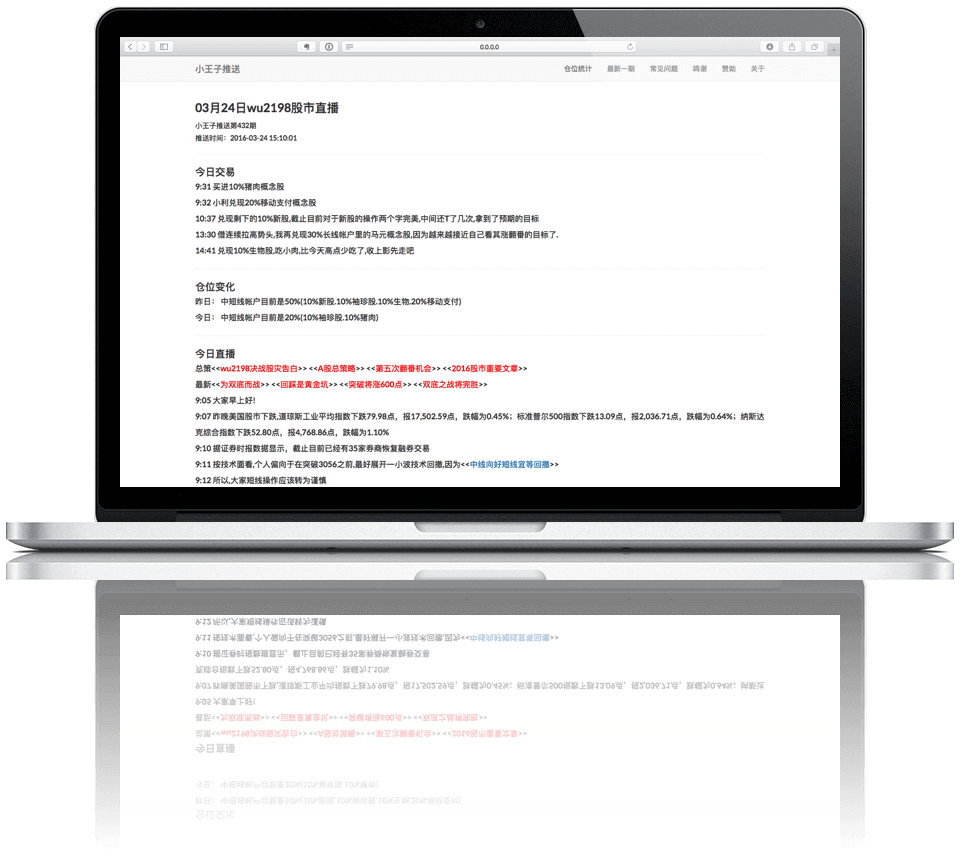 0.0.0.0
小王子推送
仓位统计 最新一期 常见问题 鸣谢 赞助 关于
03月24日wu2198股市直播
小王子推送第432期
推送时间：2016-03-24 15:10:01
今日交易
9:31 买进10%猪肉概念股
9:32 小利兑现20%移动支付概念股
10:37 兑现剩下的10%新股,截止目前对于新股的操作两个字完美,中间还T了几次,拿到了预期的目标
13:30 借连续拉高势头,我再兑现30%长线帐户里的马元概念股,因为越来越接近自己看其涨翻番的目标了.
14:41 兑现10%生物股,吃小肉,比今天高点少吃了,收上影先走吧
仓位变化
昨日： 中短线帐户目前是50%(10%新股.10%袖珍股.10%生物.20%移动支付)
今日： 中短线帐户目前是20%(10%袖珍股.10%猪肉)
今日直播
总策<<wu2198决战股灾告白>> <<A股总策略>> <<第五次翻番机会>> <<2016股市重要文章>>
最新<<为双底而战>> <<回踩是黄金坑>> <<突破将涨600点>> <<双底之战将完胜>>
9:05 大家早上好!
9:07 昨晚美国股市下跌,道琼斯工业平均指数下跌79.98点，报17,502.59点，跌幅为0.45%；标准普尔500指数下跌13.09点，报2,036.71点，跌幅为0.64%；纳斯达
克综合指数下跌52.80点，报4,768.86点，跌幅为1.10%
9:10 据证券时报数据显示，截止目前已经有35家券商恢复融券交易
9:11 按技术面看,个人偏向于在突破3056之前,最好展开一小波技术回撤,因为<<中线向好短线宜等回撤>>
9:12 所以,大家短线操作应该转为谨慎